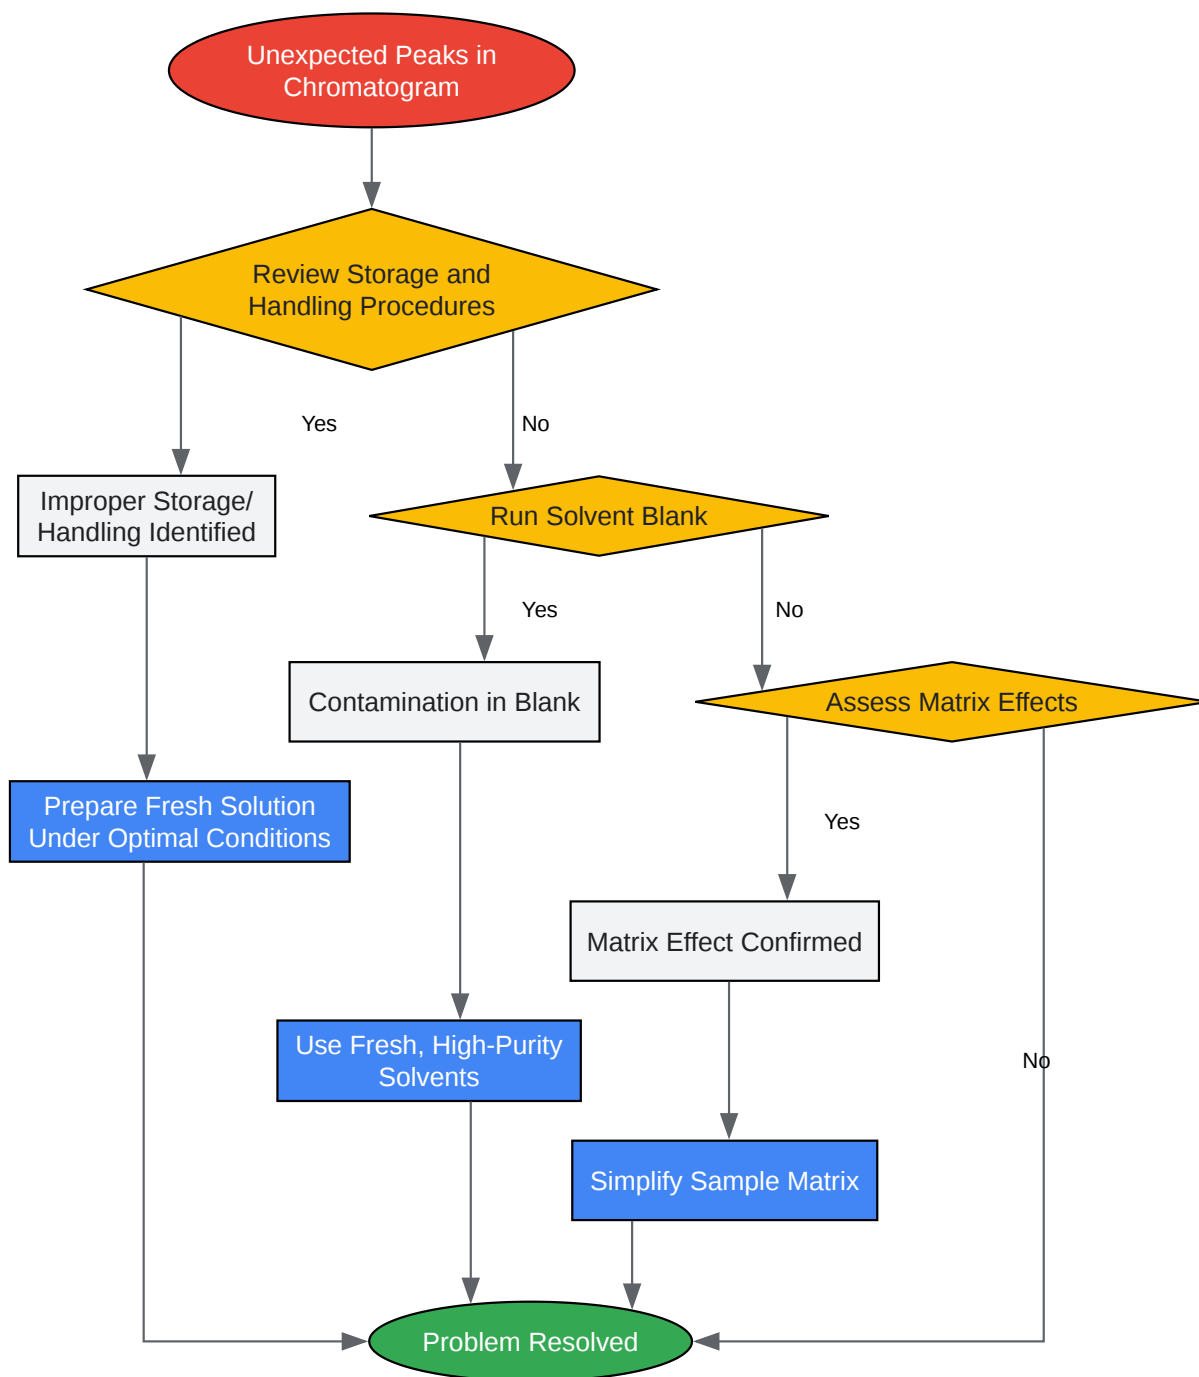 Unexpected Peaks in
Chromatogram
Review Storage and
Handling Procedures
Yes
No
Improper Storage/
Handling Identified
Run Solvent Blank
Yes
No
Contamination in Blank
Assess Matrix Effects
Prepare Fresh Solution
Under Optimal Conditions
Yes
Matrix Effect Confirmed
Use Fresh, High-Purity
Solvents
No
Simplify Sample Matrix
Problem Resolved